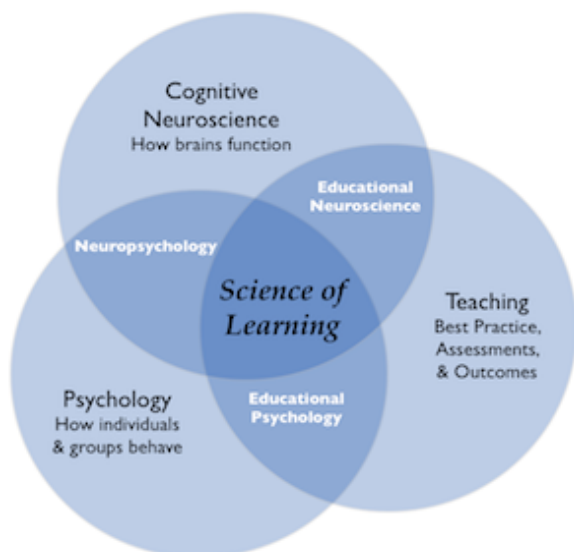 Cognitive
Neuroscience
How brains function
Educational
Neuroscience
Neuropsychology
Science of
Learning
Teaching
Best Practice,
Assessments,
& Outcomes
Psychology
How individuals
& groups behave
Educational
Psychology